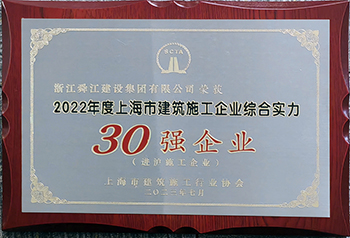 SCTA
浙江舜江建设集团有限公司 荣获
2022年度上海市建筑施工企业综合实力
30强企业
(进沪施工企业)
上海市建筑施工行业协会
二〇二三年七月